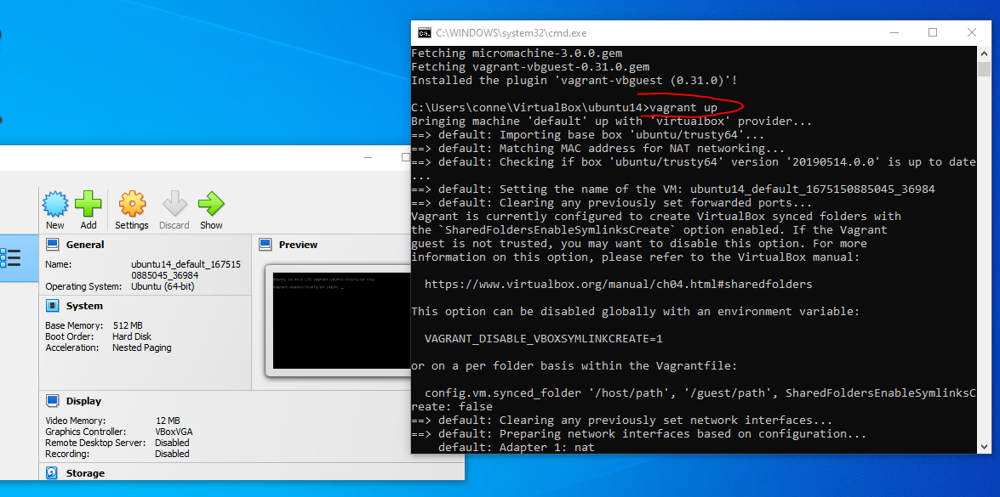 C:\WINDOWS\system32\cmd.exe
Fetching micromachine-3.0.0.gem
Fetching vagrant-vbguest-0.31.0.gem
Installed the plugin 'vagrant-vbguest (0.31.0)'!
C:\Users\conne\VirtualBox\ubuntu14>vagrant up
Bringing machine 'default' up with 'virtualbox' provider...
==> default: Importing base box 'ubuntu/trusty64'...
==> default: Matching MAC address for NAT networking...
==> default: Checking if box 'ubuntu/trusty64' version '20190514.0.0' is up to date
...
==> default: Setting the name of the VM: ubuntu14_default_1675150885045_36984
==> default: Clearing any previously set forwarded ports...
Vagrant is currently configured to create VirtualBox synced folders with
the `SharedFoldersEnableSymlinksCreate` option enabled. If the Vagrant
guest is not trusted, you may want to disable this option. For more
information on this option, please refer to the VirtualBox manual:
https://www.virtualbox.org/manual/ch04.html#sharedfolders
This option can be disabled globally with an environment variable:
VAGRANT_DISABLE_VBOXSYMLINKCREATE=1
or on a per folder basis within the Vagrantfile:
config.vm.synced_folder '/host/path', '/guest/path', SharedFoldersEnableSymlinksC
reate: false
==> default: Clearing any previously set network interfaces...
==> default: Preparing network interfaces based on configuration...
default: Adapter 1: nat
New Add Settings Discard Show
General
Name: ubuntu14_default_167515
0885045_36984
Operating System: Ubuntu (64-bit)
System
Base Memory: 512 MB
Boot Order: Hard Disk
Acceleration: Nested Paging
Display
Video Memory: 12 MB
Graphics Controller: VBoxVGA
Remote Desktop Server: Disabled
Recording: Disabled
Storage
Preview